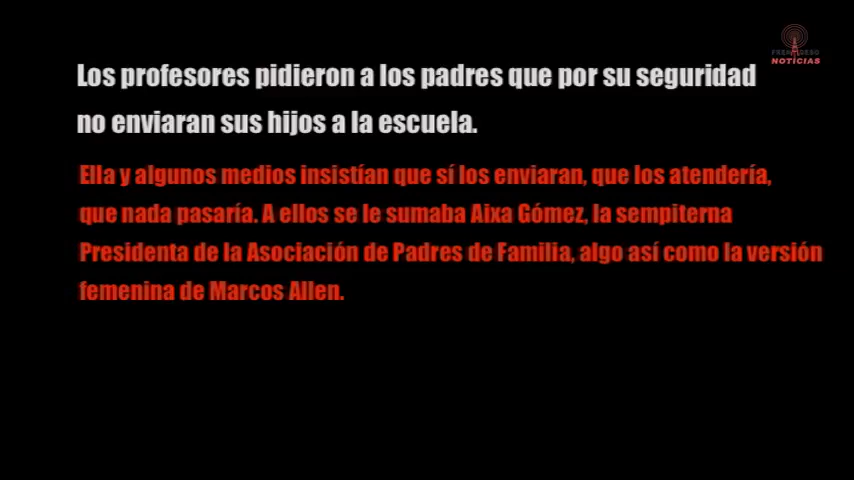 Los profesores pidieron a los padres que por su seguridad
no enviaran sus hijos a la escuela.
Ella y algunos medios insistían que sí los enviaran, que los atendería,
que nada pasaría. A ellos se le sumaba Aixa Gómez, la sempiterna
Presidenta de la Asociación de Padres de Familia, algo así como la versión
femenina de Marcos Allen.
NOTÍCIAS